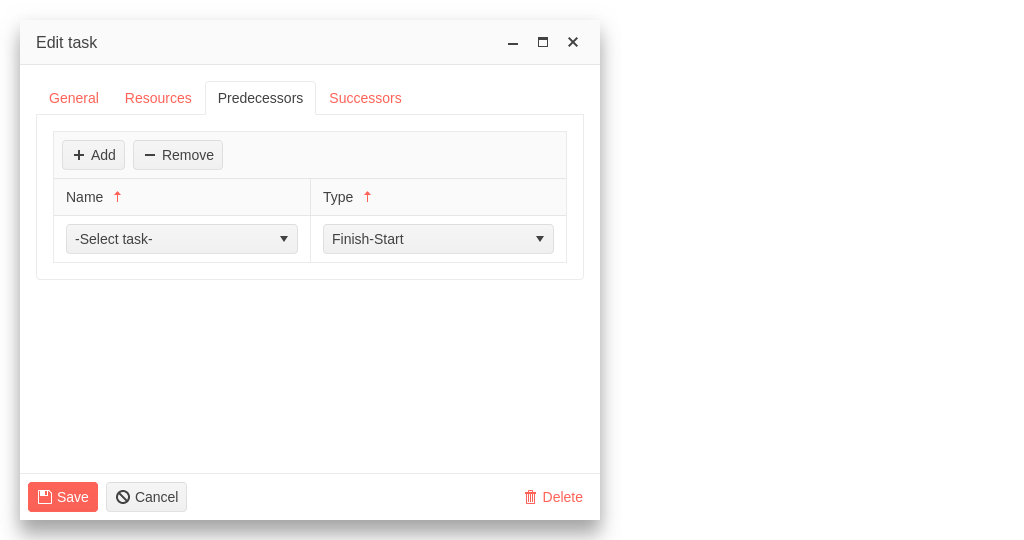 Edit task
General Resources Predecessors Successors
Add Remove
Name Type
-Select task- Finish-Start
Save Cancel Delete